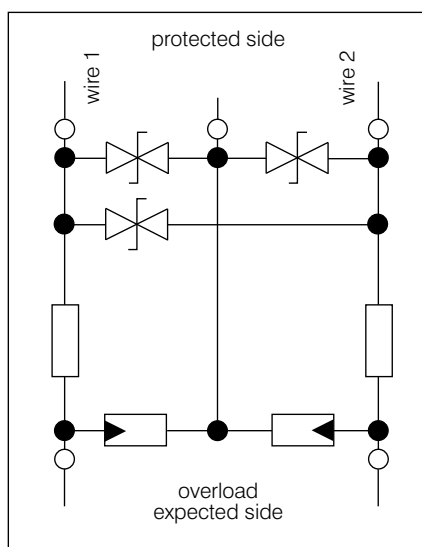 protected side
wire 1
wire 2
overload
expected side